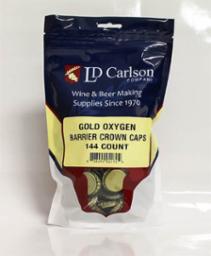 LD Carlson
COMPANY
Wine & Beer Making
Supplies Since 1970
GOLD OXYGEN
BARRIER CROWN CAPS
144 COUNT